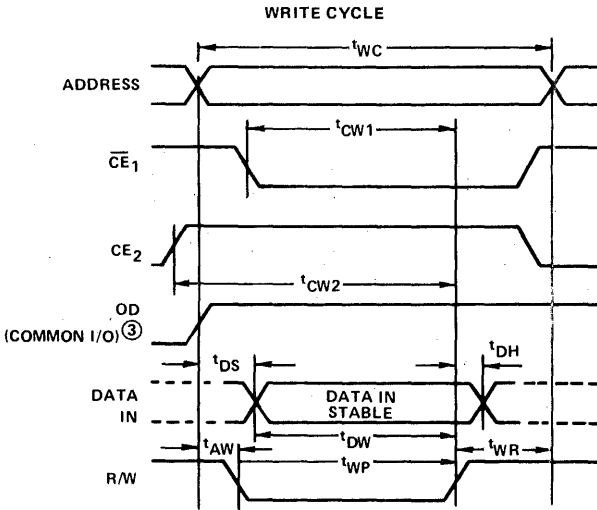 WRITE CYCLE
tWC
ADDRESS
tCW1
CE1
CE2
tCW2
OD
(COMMON I/O) ③
tDS
tDH
DATA IN
DATA IN STABLE
tDW
tAW
tWR
tWP
R/W